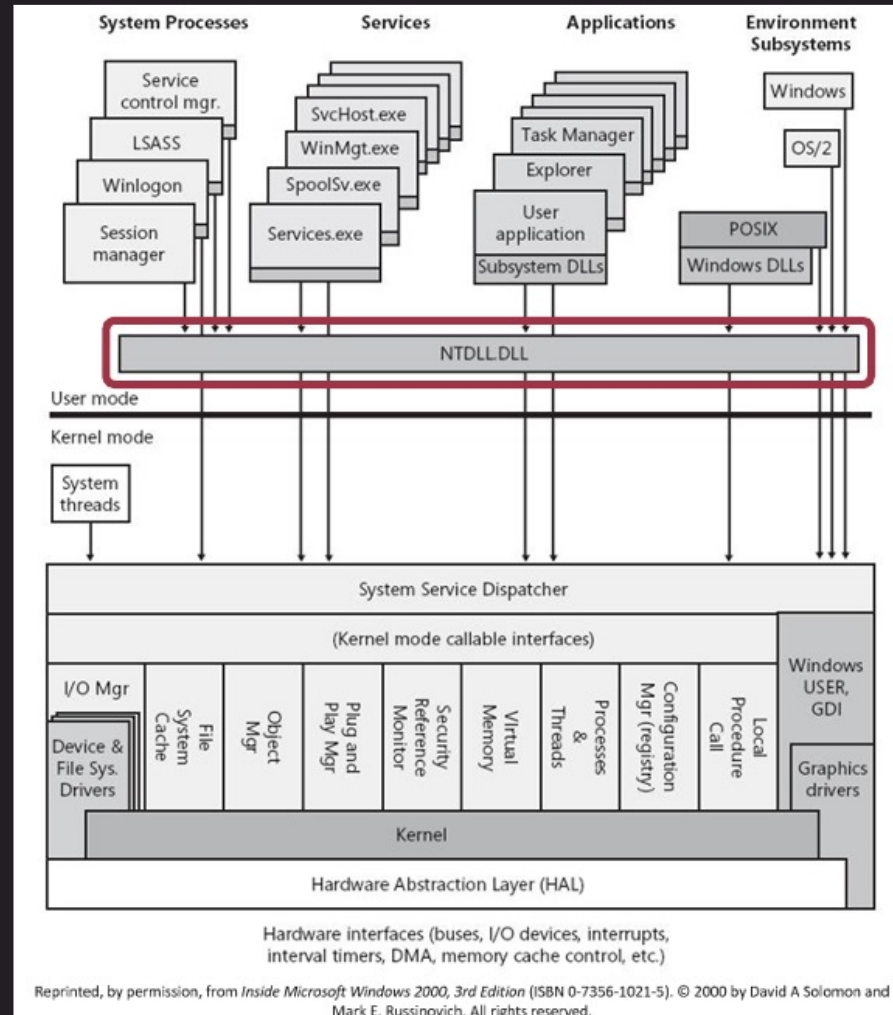 System Processes
Services
Applications
Environment
Subsystems
Service
control mgr.
LSASS
Winlogon
Session
manager
SvcHost.exe
WinMgt.exe
SpoolSv.exe
Services.exe
Task Manager
Explorer
User
application
Subsystem DLLs
Windows
OS/2
POSIX
Windows DLLs
NTDLL.DLL
User mode
Kernel mode
System
threads
System Service Dispatcher
(Kernel mode callable interfaces)
I/O Mgr
Device &
File Sys.
Drivers
File
System
Cache
Object
Mgr
Plug and
Play Mgr
Security
Reference
Monitor
Virtual
Memory
Processes
&
Threads
Configuration
Mgr (registry)
Local
Procedure
Call
Windows
USER,
GDI
Graphics
drivers
Kernel
Hardware Abstraction Layer (HAL)
Hardware interfaces (buses, I/O devices, interrupts,
interval timers, DMA, memory cache control, etc.)
Reprinted, by permission, from Inside Microsoft Windows 2000, 3rd Edition (ISBN 0-7356-1021-5). © 2000 by David A Solomon and
Mark E. Russinovich. All rights reserved.